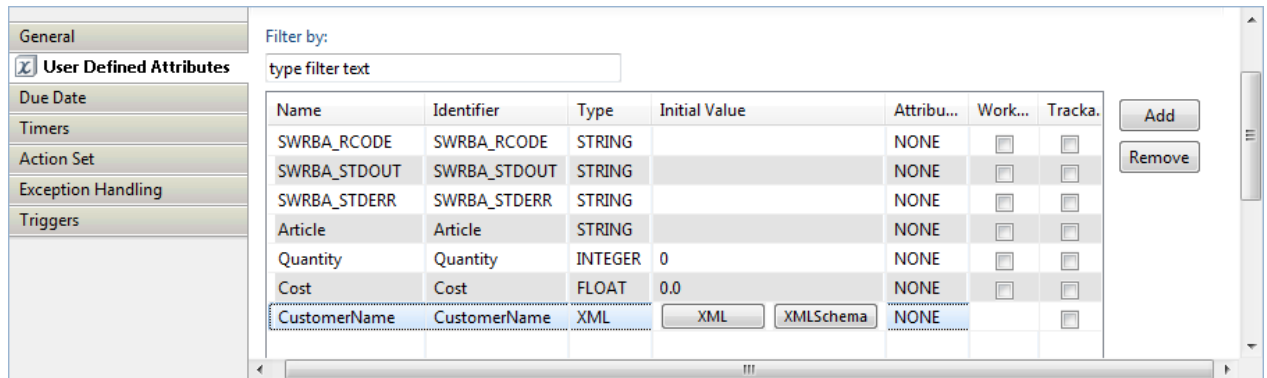 General
User Defined Attributes
Due Date
Timers
Action Set
Exception Handling
Triggers
Filter by:
type filter text
Name Identifier Type Initial Value Attribu... Work... Tracka.
SWRBA_RCODE SWRBA_RCODE STRING NONE
SWRBA_STDOUT SWRBA_STDOUT STRING NONE
SWRBA_STDERR SWRBA_STDERR STRING NONE
Article Article STRING NONE
Quantity Quantity INTEGER 0 NONE
Cost Cost FLOAT 0.0 NONE
CustomerName CustomerName XML XML XMLSchema NONE
Add
Remove